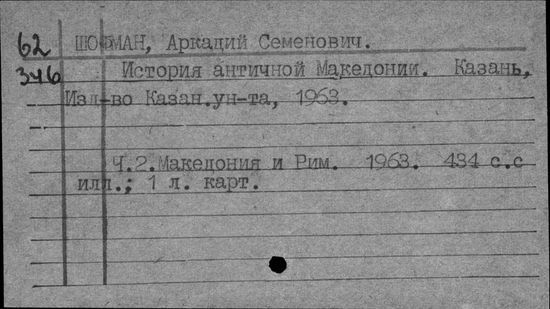 62 ШОФМАН, Аркадий Семенович.
346 История античной Македонии. Казань,
Изд-во Казан.ун-та, 1963.
Ч.2.Македония и Рим. 1963. 434 с.с
илл.; 1 л. карт.